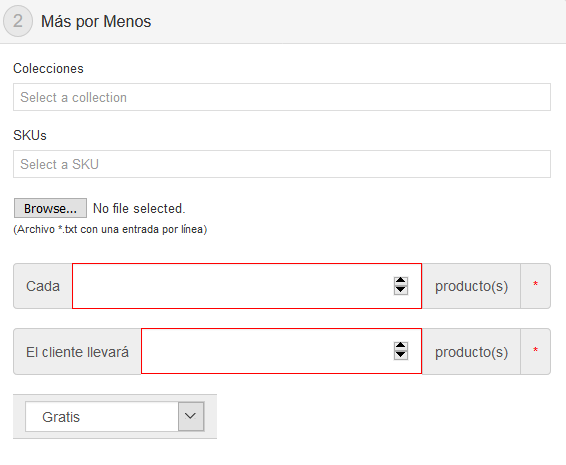 2 Más por Menos
Colecciones
Select a collection
SKUs
Select a SKU
Browse... No file selected.
(Archivo *.txt con una entrada por línea)
Cada producto(s) *
El cliente llevará producto(s) *
Gratis